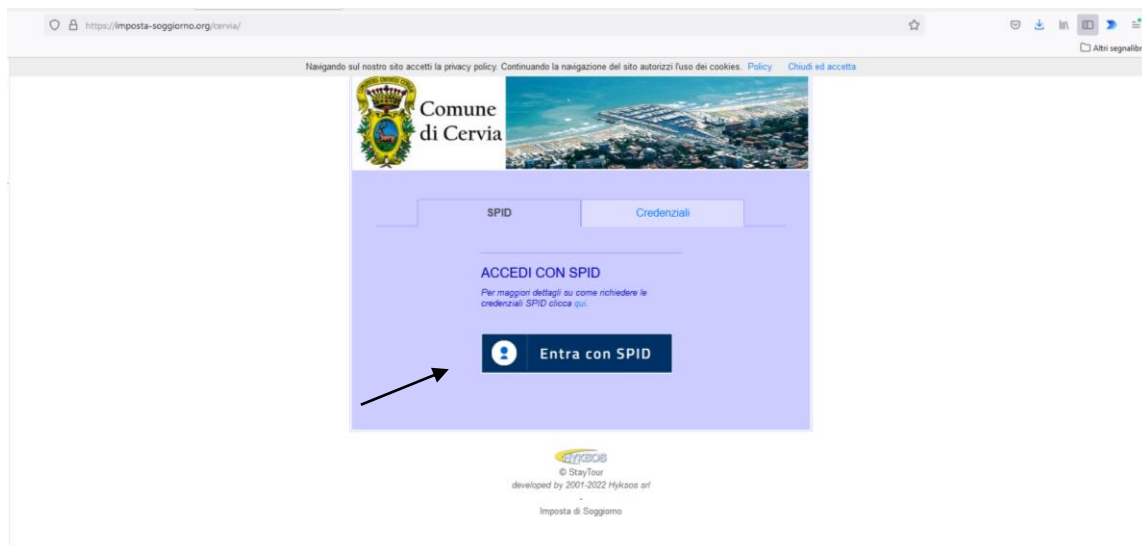 https://imposta-soggiorno.org/cervia/
Altri segnalibri
Navigando sul nostro sito accetti la privacy policy. Continuando la navigazione del sito autorizzi l'uso dei cookies. Policy Chiudi ed accetta
Comune
di Cervia
SPID Credenziali
ACCEDI CON SPID
Per maggiori dettagli su come richiedere le
credenziali SPID clicca qui.
Entra con SPID
HYKSOS
© StayTour
developed by 2001-2022 Hyksos srl
-
Imposta di Soggiorno